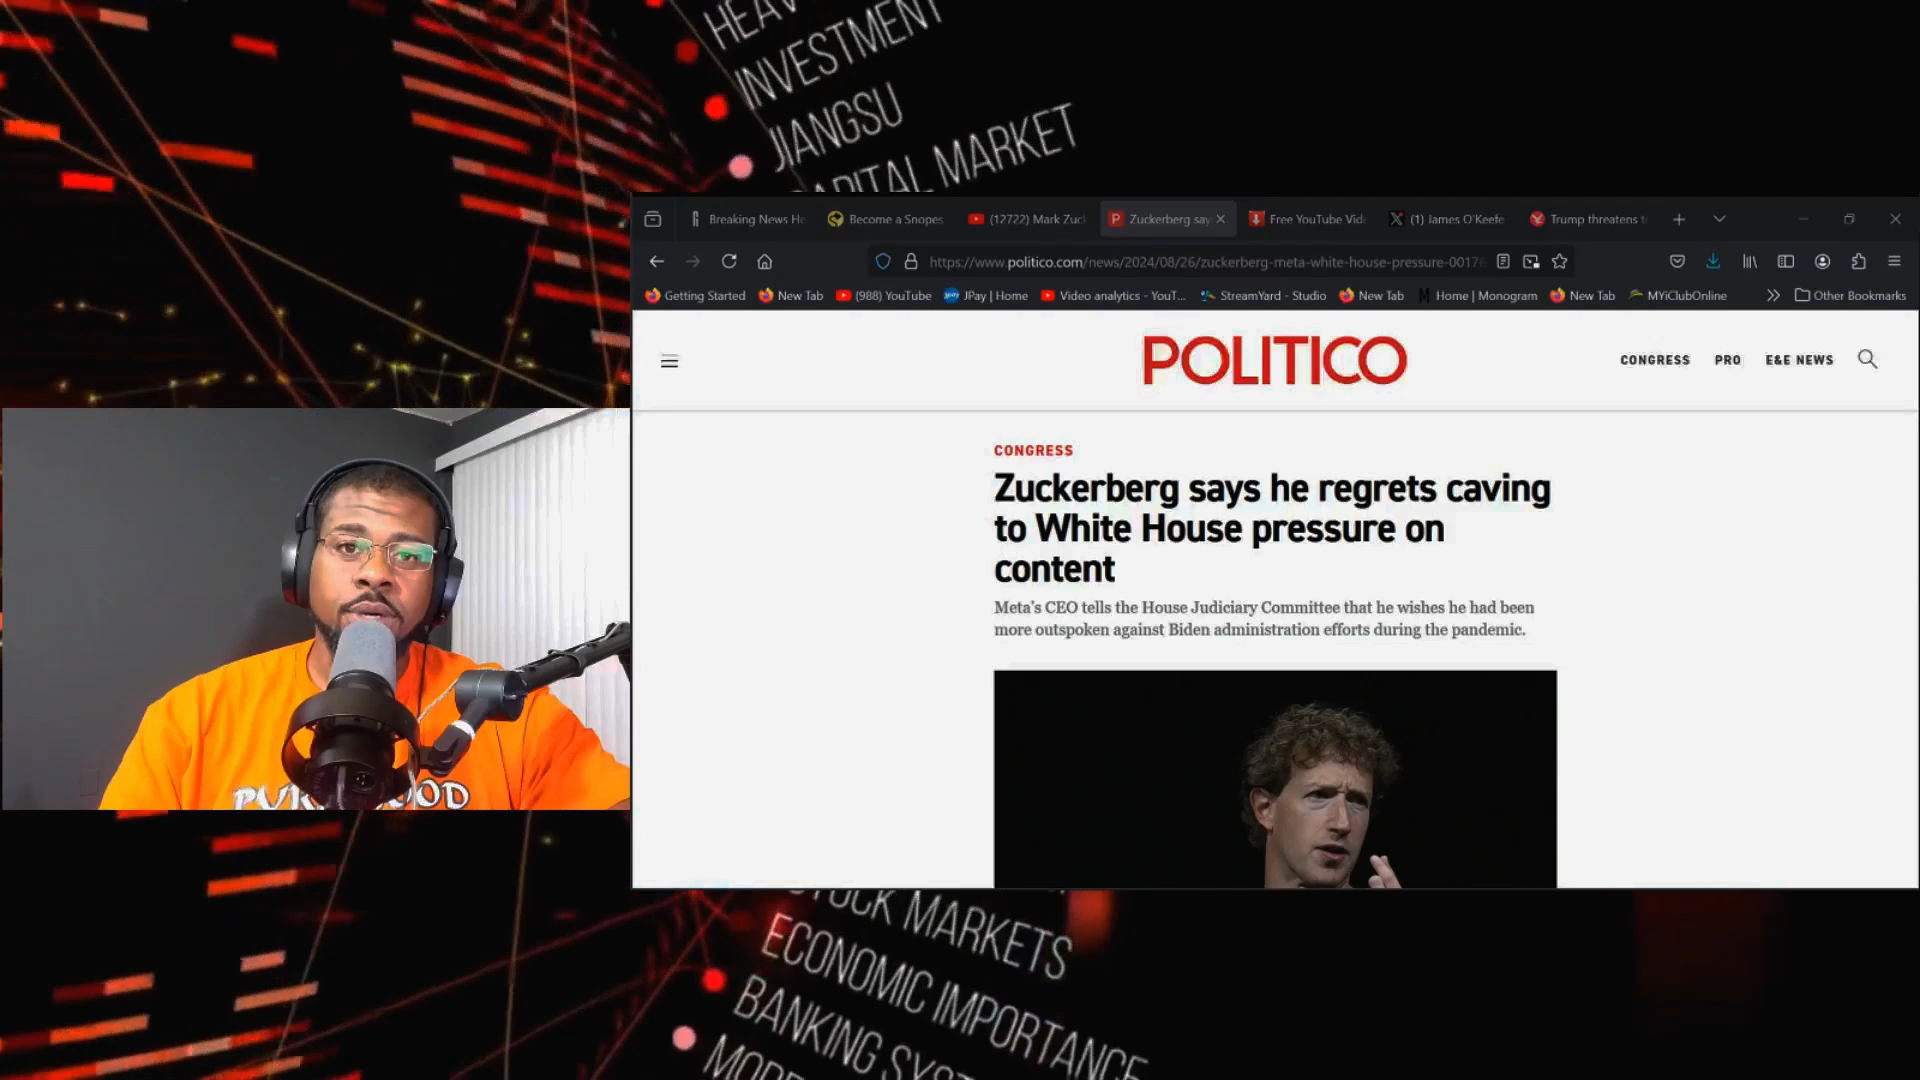 INVESTMENT
JIANGSU
CAPITAL MARKET
Breaking News He
Become a Snopes
(12722) Mark Zuc
Zuckerberg say
Free YouTube Vid
(1) James O'Keefe
Trump threatens t
https://www.politico.com/news/2024/08/26/zuckerberg-meta-white-house-pressure-0017
Getting Started
New Tab
(988) YouTube
JPay | Home
Video analytics - YouT...
StreamYard - Studio
New Tab
Home | Monogram
New Tab
MYiClubOnline
Other Bookmarks
POLITICO
CONGRESS
PRO
E&E NEWS
CONGRESS
Zuckerberg says he regrets caving
to White House pressure on
content
Meta's CEO tells the House Judiciary Committee that he wishes he had been
more outspoken against Biden administration efforts during the pandemic.
STOCK MARKETS
ECONOMIC IMPORTANCE
BANKING SYST